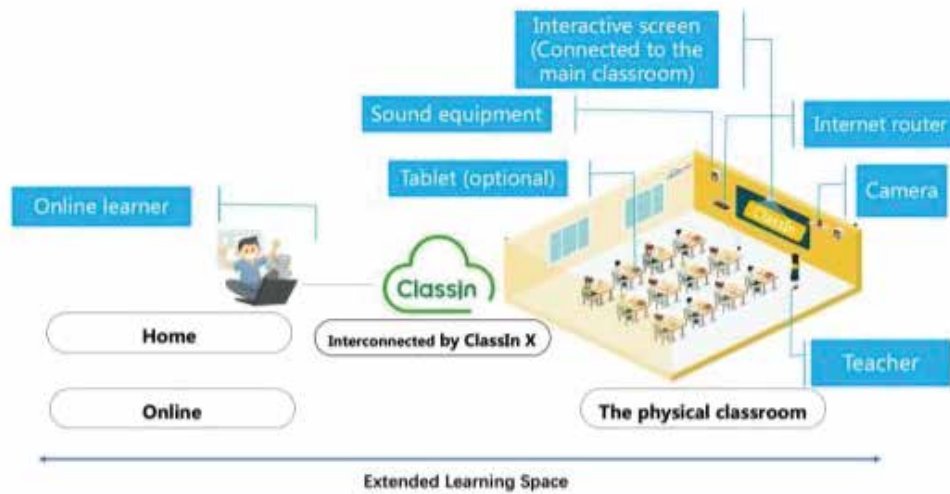 Interactive screen
(Connected to the
main classroom)
Sound equipment
Internet router
Tablet (optional)
Camera
Online learner
ClassIn
ClassIn
Home
Interconnected by ClassIn X
Teacher
Online
The physical classroom
Extended Learning Space